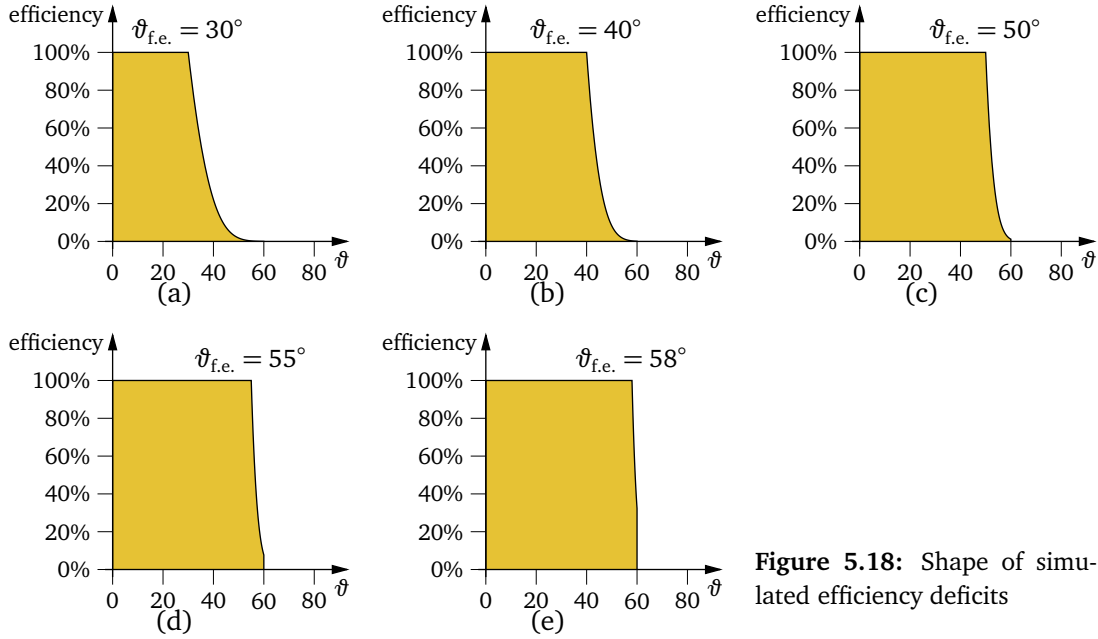 efficiency
ϑf.e. = 30°
100%
80%
60%
40%
20%
0%
0 20 40 60 80 ϑ
(a)
efficiency
ϑf.e. = 40°
100%
80%
60%
40%
20%
0%
0 20 40 60 80 ϑ
(b)
efficiency
ϑf.e. = 50°
100%
80%
60%
40%
20%
0%
0 20 40 60 80 ϑ
(c)
efficiency
ϑf.e. = 55°
100%
80%
60%
40%
20%
0%
0 20 40 60 80 ϑ
(d)
efficiency
ϑf.e. = 58°
100%
80%
60%
40%
20%
0%
0 20 40 60 80 ϑ
(e)
Figure 5.18: Shape of simu-
lated efficiency deficits